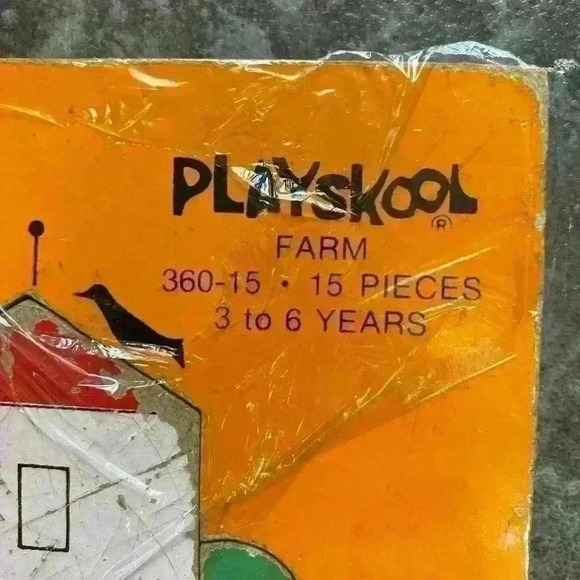 PLAYSKOOL®
FARM
360-15 • 15 PIECES
3 to 6 YEARS